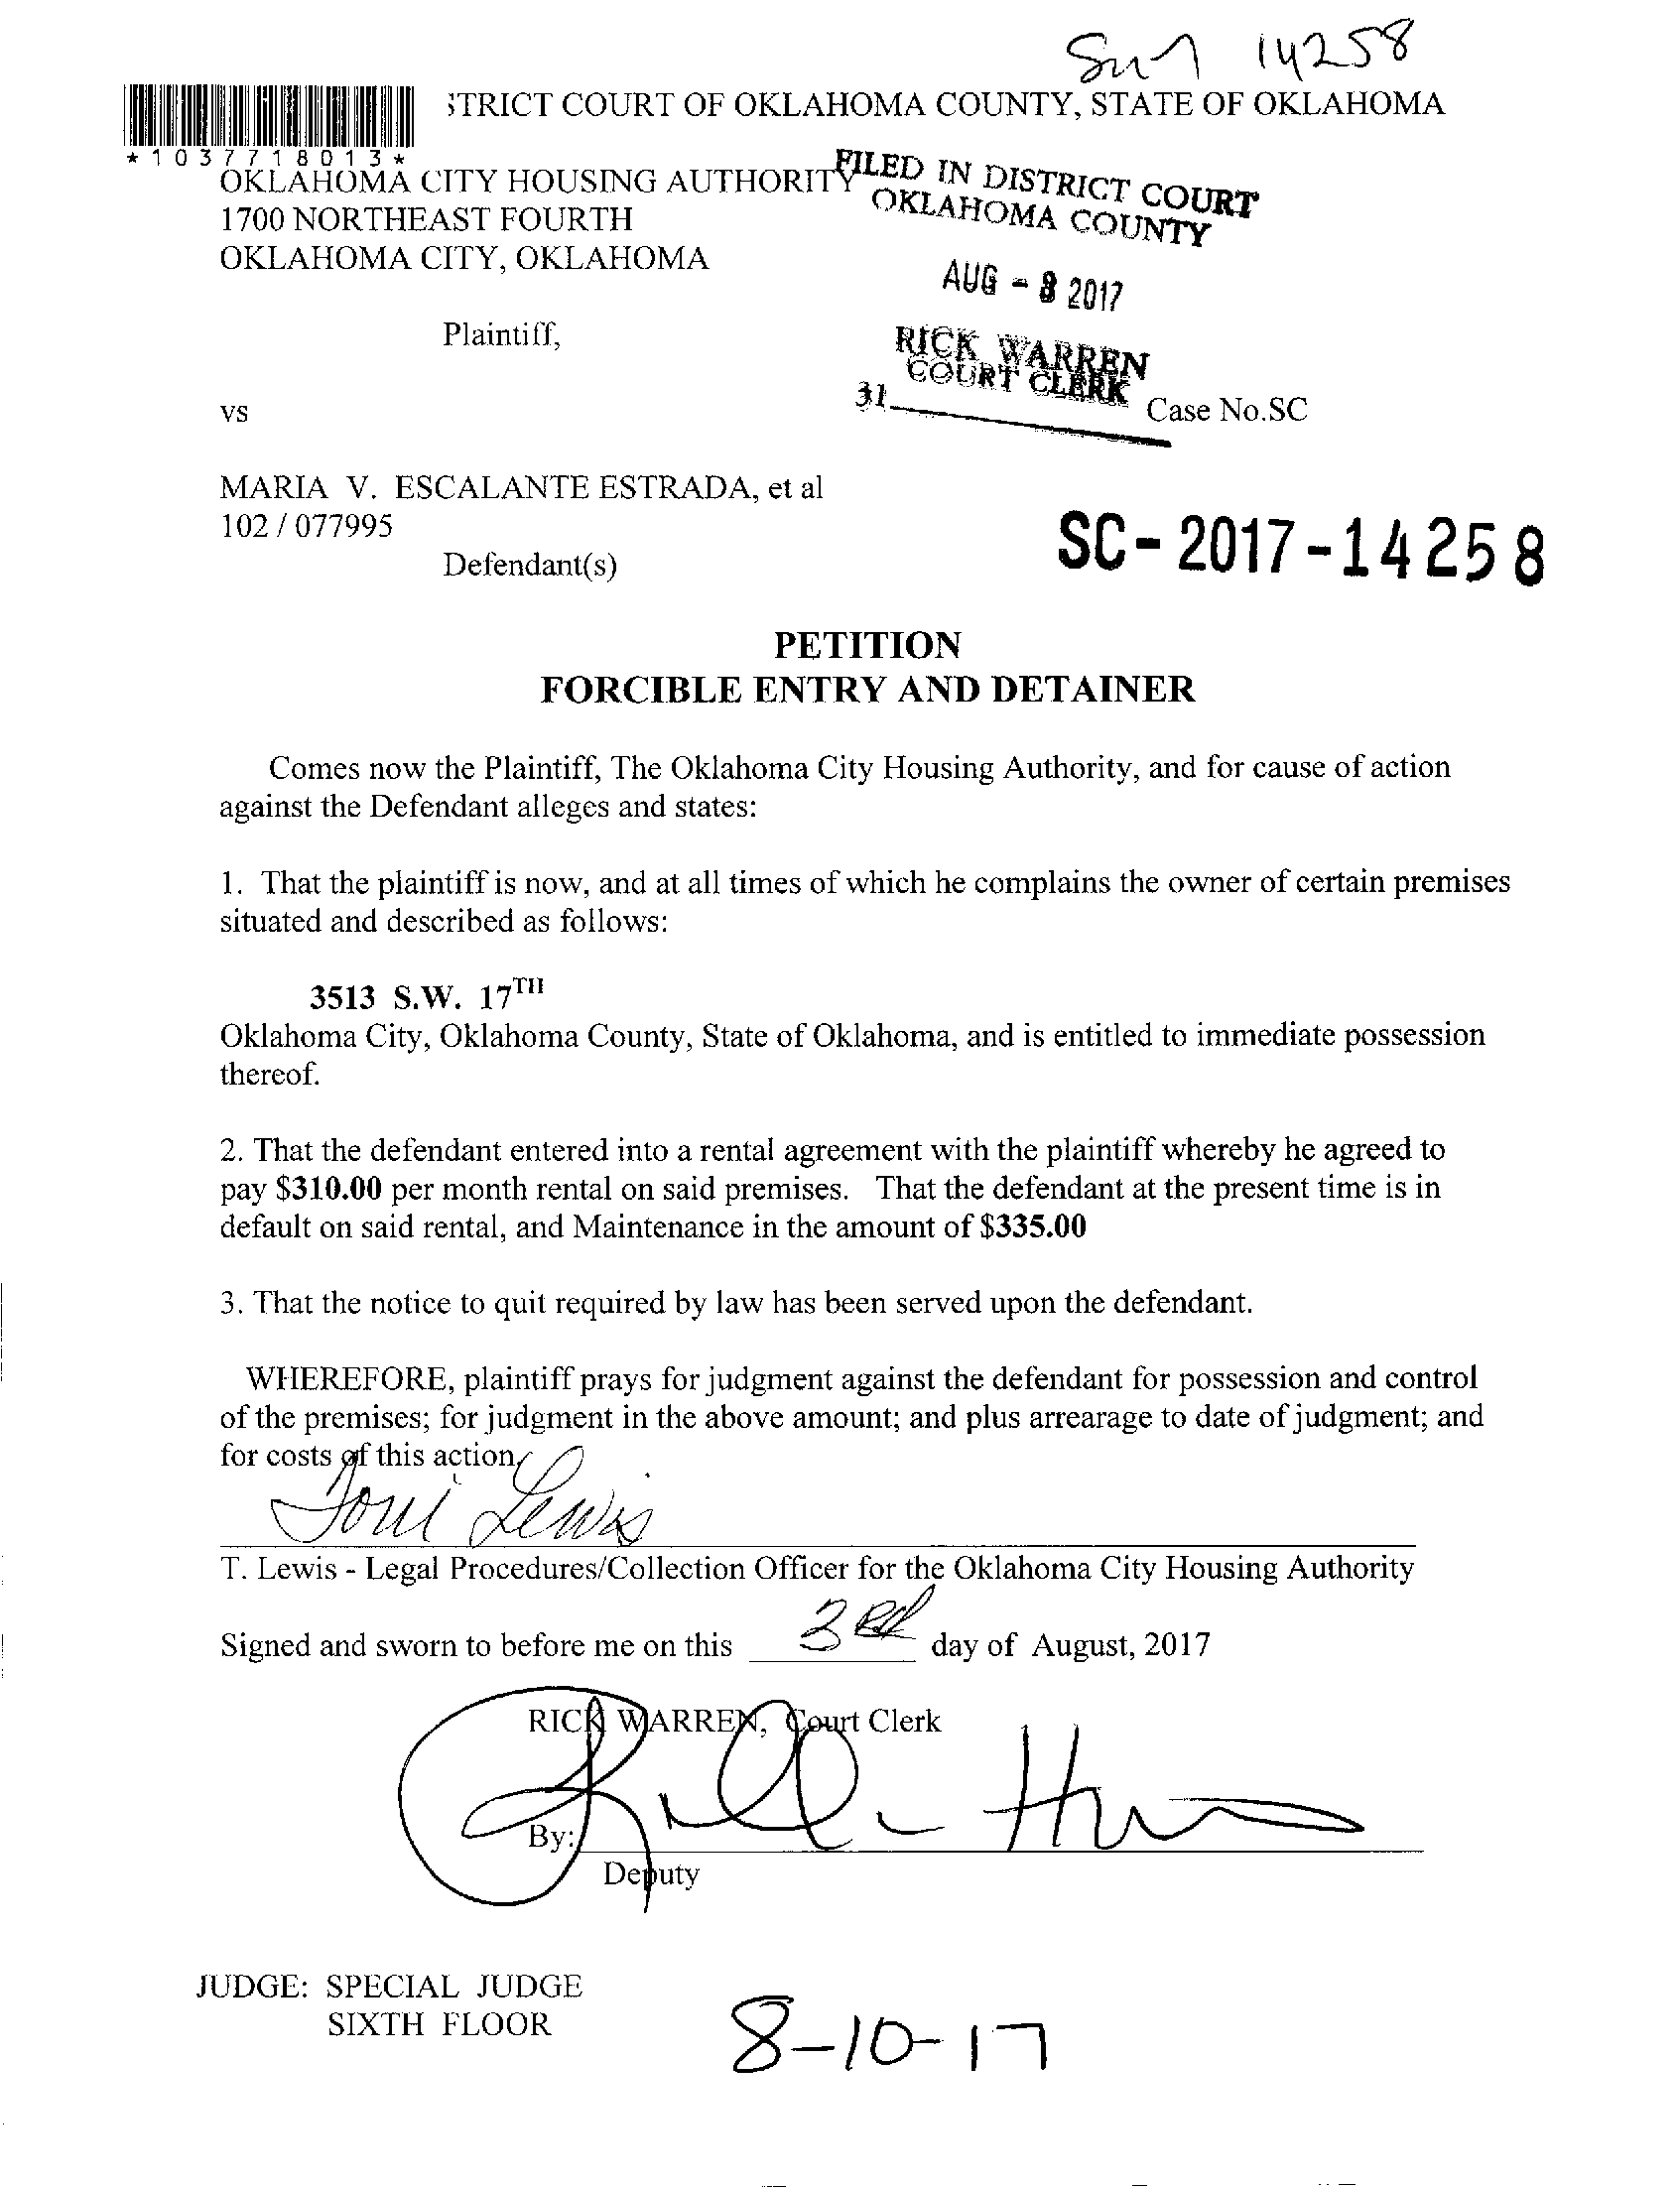 14258
STRICT COURT OF OKLAHOMA COUNTY, STATE OF OKLAHOMA
*1037718013*
OKLAHOMA CITY HOUSING AUTHORITY
1700 NORTHEAST FOURTH
OKLAHOMA CITY, OKLAHOMA
FILED IN DISTRICT COURT
OKLAHOMA COUNTY
AUG - 8 2017
RICK WARREN
COURT CLERK
31
Plaintiff,
vs
Case No.SC
MARIA V. ESCALANTE ESTRADA, et al
102 / 077995
Defendant(s)
SC-2017-14258
PETITION
FORCIBLE ENTRY AND DETAINER
Comes now the Plaintiff, The Oklahoma City Housing Authority, and for cause of action
against the Defendant alleges and states:
1. That the plaintiff is now, and at all times of which he complains the owner of certain premises
situated and described as follows:
3513 S.W. 17TH
Oklahoma City, Oklahoma County, State of Oklahoma, and is entitled to immediate possession
thereof.
2. That the defendant entered into a rental agreement with the plaintiff whereby he agreed to
pay $310.00 per month rental on said premises. That the defendant at the present time is in
default on said rental, and Maintenance in the amount of $335.00
3. That the notice to quit required by law has been served upon the defendant.
WHEREFORE, plaintiff prays for judgment against the defendant for possession and control
of the premises; for judgment in the above amount; and plus arrearage to date of judgment; and
for costs of this action.
Toni Lewis
T. Lewis - Legal Procedures/Collection Officer for the Oklahoma City Housing Authority
Signed and sworn to before me on this 3rd day of August, 2017
RICK WARREN, Court Clerk
By:
Deputy
JUDGE: SPECIAL JUDGE
SIXTH FLOOR
8-10-17